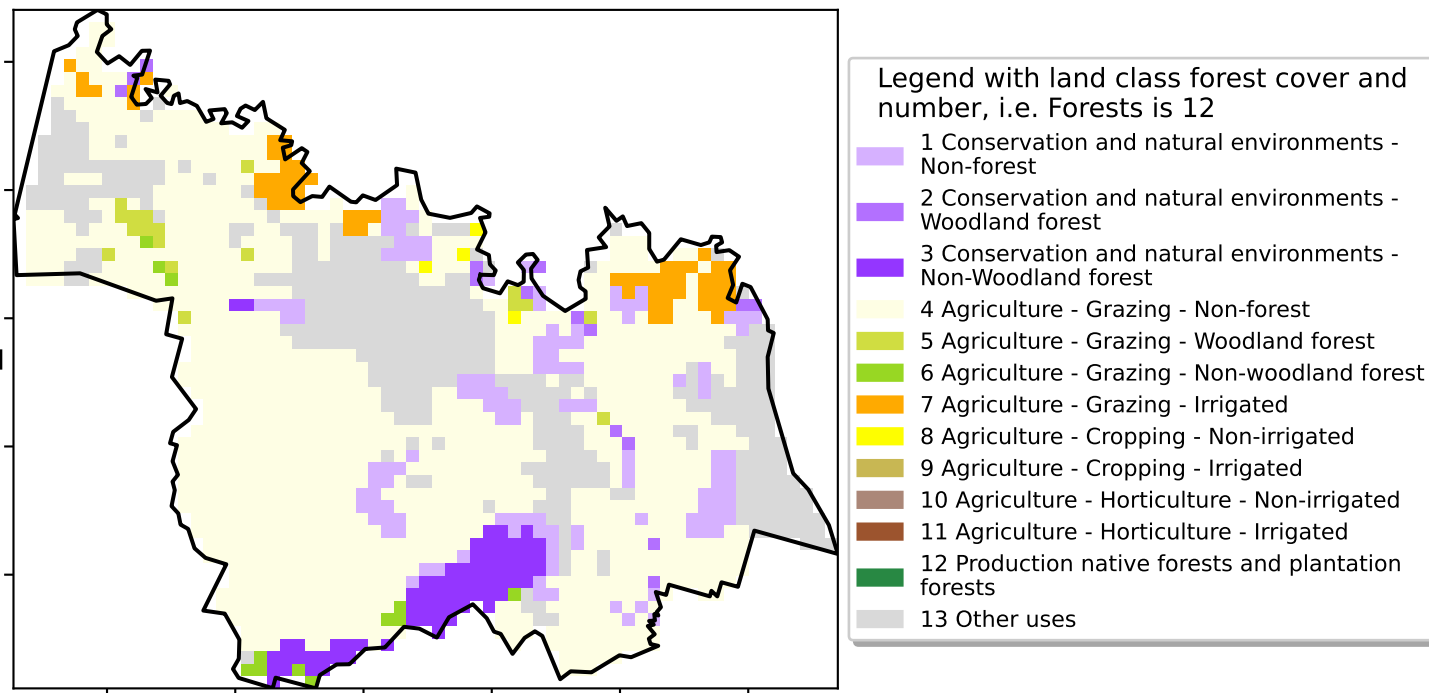 Legend with land class forest cover and
number, i.e. Forests is 12
1 Conservation and natural environments -
Non-forest
2 Conservation and natural environments -
Woodland forest
3 Conservation and natural environments -
Non-Woodland forest
4 Agriculture - Grazing - Non-forest
5 Agriculture - Grazing - Woodland forest
6 Agriculture - Grazing - Non-woodland forest
7 Agriculture - Grazing - Irrigated
8 Agriculture - Cropping - Non-irrigated
9 Agriculture - Cropping - Irrigated
10 Agriculture - Horticulture - Non-irrigated
11 Agriculture - Horticulture - Irrigated
12 Production native forests and plantation
forests
13 Other uses